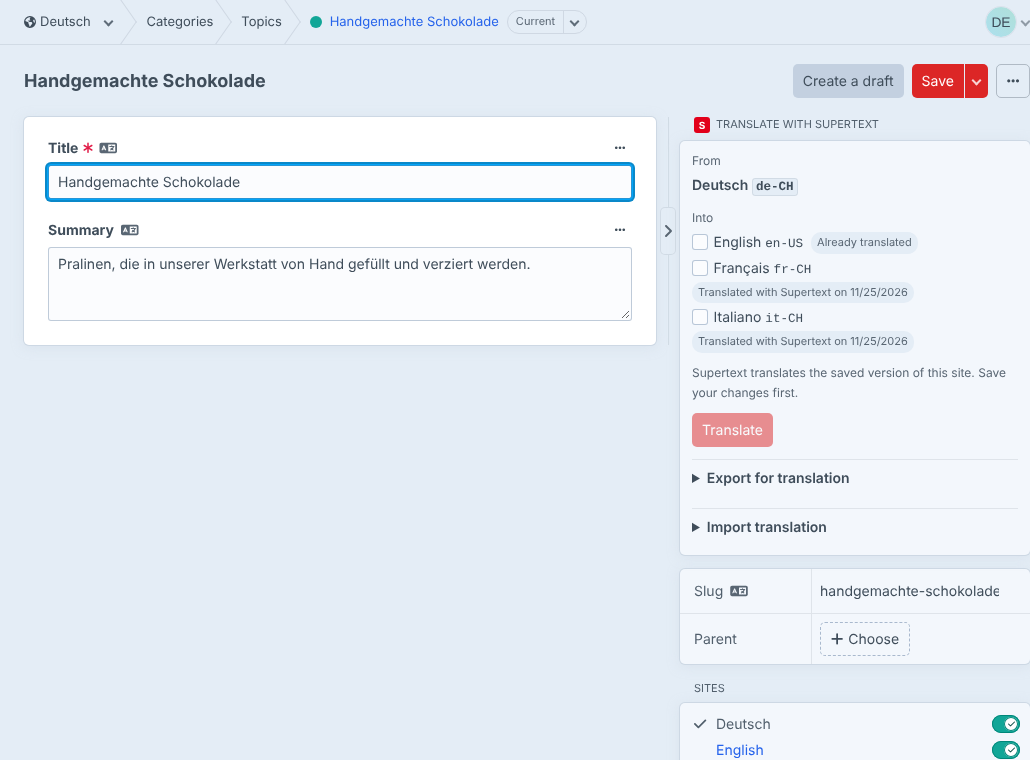 Deutsch
Categories
Topics
Handgemachte Schokolade
Current
DE
Handgemachte Schokolade
Create a draft
Save
Title *
Handgemachte Schokolade
Summary
Pralinen, die in unserer Werkstatt von Hand gefüllt und verziert werden.
S TRANSLATE WITH SUPERTEXT
From
Deutsch de-CH
Into
English en-US Already translated
Français fr-CH
Translated with Supertext on 11/25/2026
Italiano it-CH
Translated with Supertext on 11/25/2026
Supertext translates the saved version of this site. Save
your changes first.
Translate
Export for translation
Import translation
Slug
handgemachte-schokolade
Parent
+ Choose
SITES
Deutsch
English